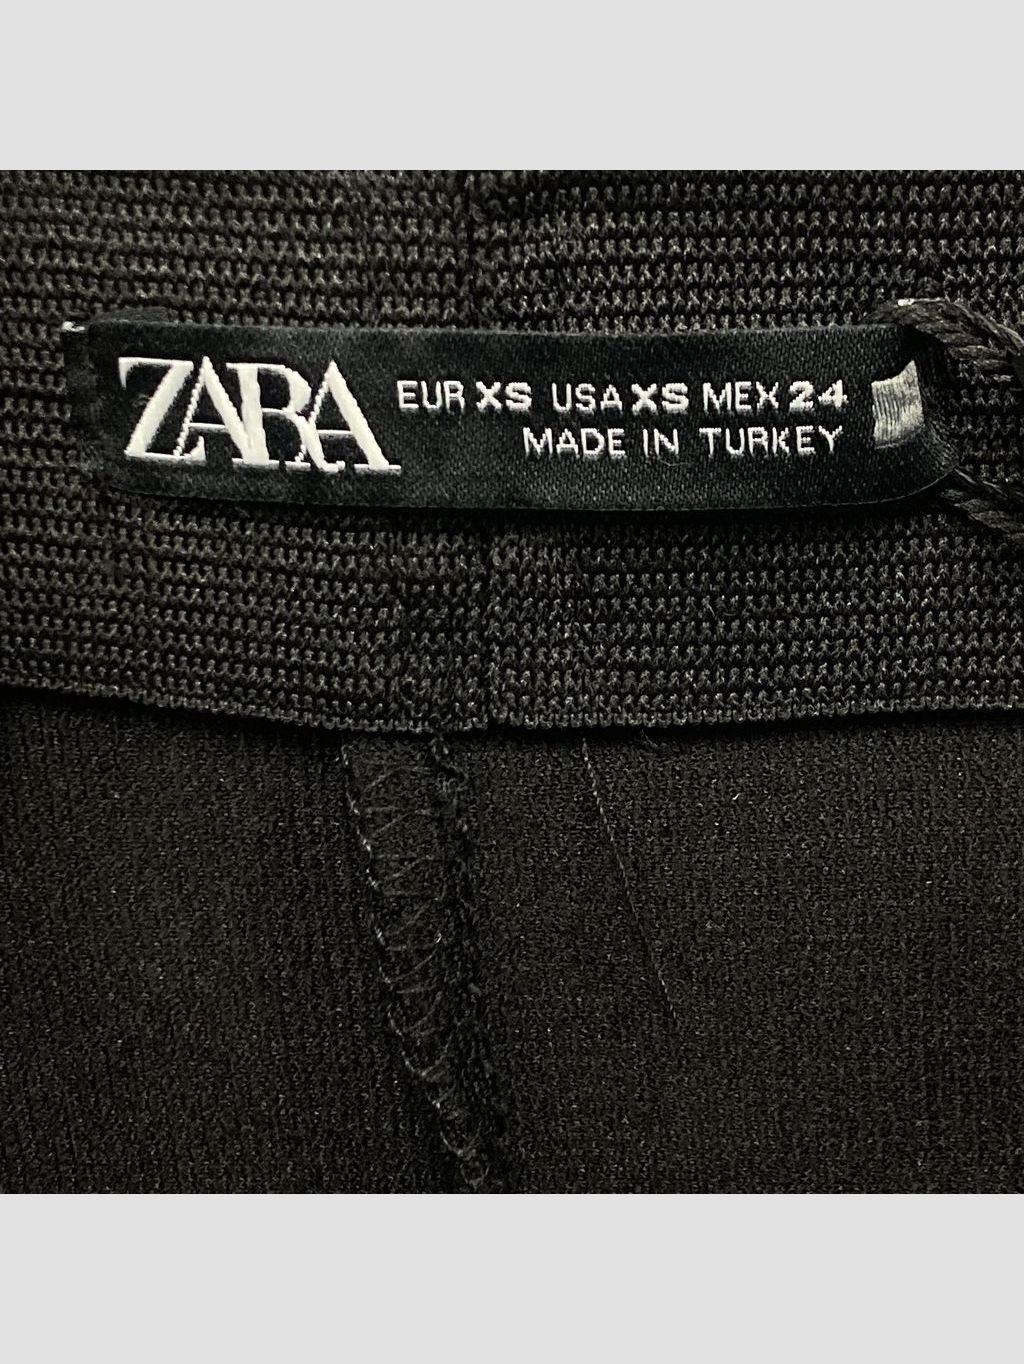 ZARA
EUR XS USA XS MEX 24
MADE IN TURKEY